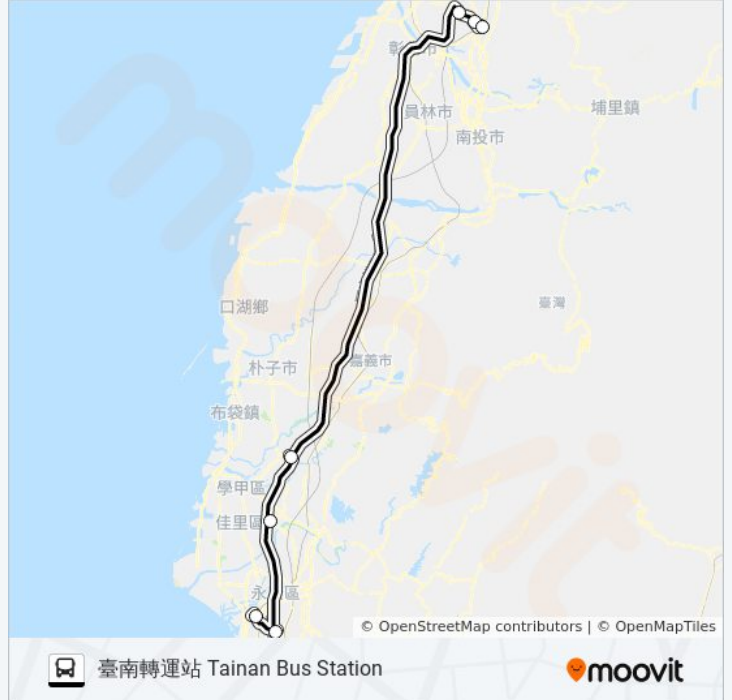 彰市
員林市
埔里鎮
南投市
口湖鄉
臺灣
朴子市
嘉義市
布袋鎮
學甲區
佳里區
永區
moovit
© OpenStreetMap contributors | © OpenMapTiles
臺南轉運站 Tainan Bus Station
moovit